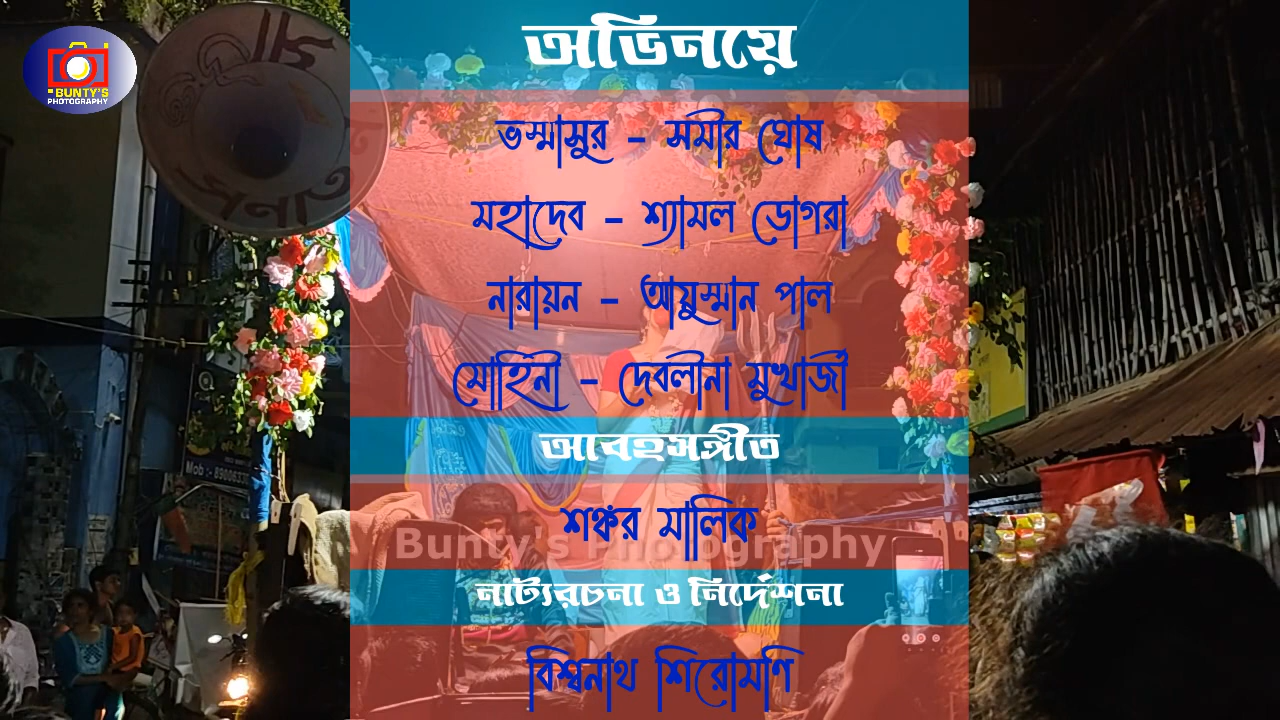 BUNTY'S
PHOTOGRAPHY
অভিনয়ে
ভস্মাসুর – সমীর ঘোষ
মহাদেব – শ্যামল ডোগরা
নারায়ন – আয়ুস্মান পাল
মোহিনী – দেবলীনা মুখার্জী
আবহসঙ্গীত
শঙ্কর মালিক
Bunty's Photography
নাট্যরচনা ও নির্দেশনা
বিশ্বনাথ শিরোমণি